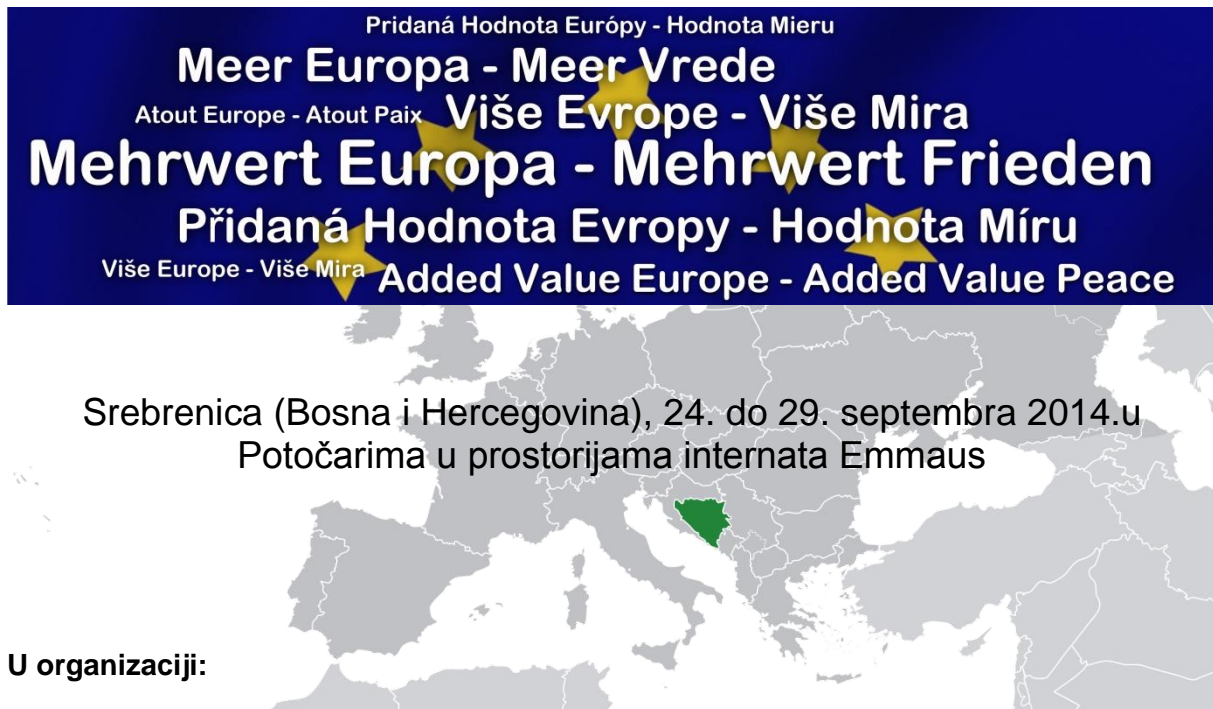 Pridaná Hodnota Európy - Hodnota Mieru
Meer Europa - Meer Vrede
Atout Europe - Atout Paix
Više Evrope - Više Mira
Mehrwert Europa - Mehrwert Frieden
Přidaná Hodnota Evropy - Hodnota Míru
Više Europe - Više Mira
Added Value Europe - Added Value Peace
Srebrenica (Bosna i Hercegovina), 24. do 29. septembra 2014.u
Potočarima u prostorijama internata Emmaus
U organizaciji: